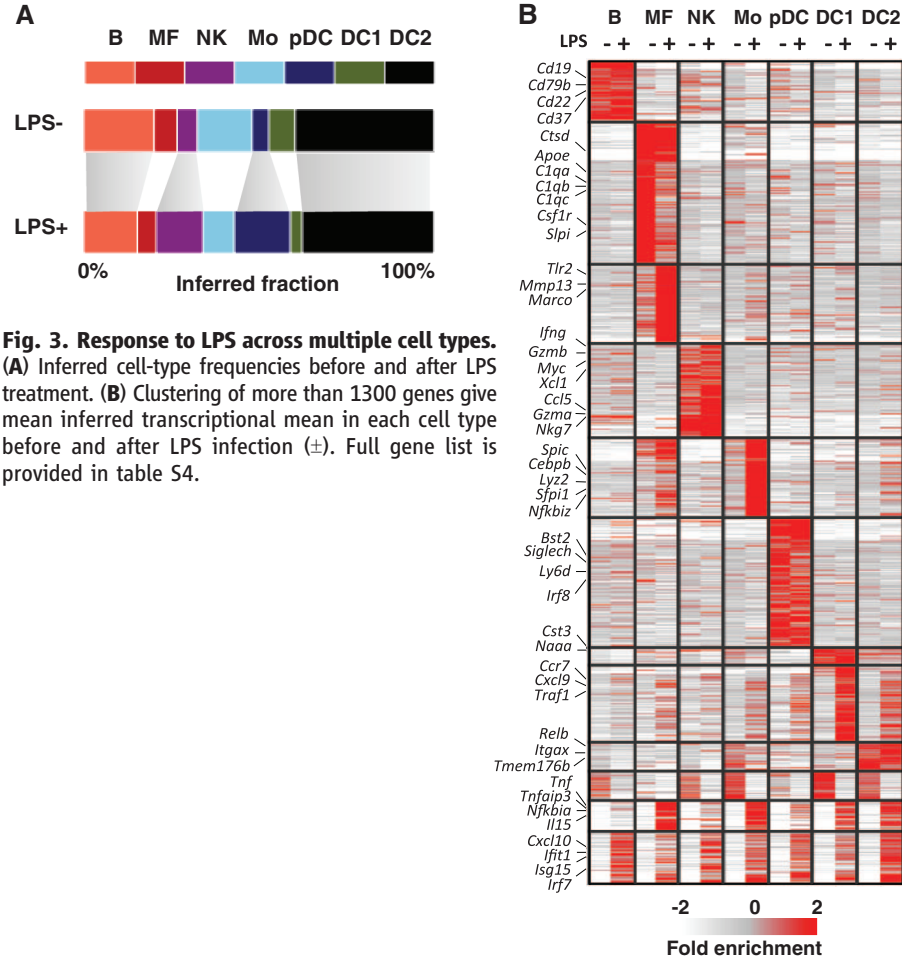 A
B MF NK Mo pDC DC1 DC2
LPS-
LPS+
0% 100%
Inferred fraction
Fig. 3. Response to LPS across multiple cell types.
(A) Inferred cell-type frequencies before and after LPS
treatment. (B) Clustering of more than 1300 genes give
mean inferred transcriptional mean in each cell type
before and after LPS infection (±). Full gene list is
provided in table S4.
B
B MF NK Mo pDC DC1 DC2
LPS - + - + - + - + - + - + - +
Cd19
Cd79b
Cd22
Cd37
Ctsd
Apoe
C1qa
C1qb
C1qc
Csf1r
Slpi
Tlr2
Mmp13
Marco
Ifng
Gzmb
Myc
Xcl1
Ccl5
Gzma
Nkg7
Spic
Cebpb
Lyz2
Sfpi1
Nfkbiz
Bst2
Siglech
Ly6d
Irf8
Cst3
Naaa
Ccr7
Cxcl9
Traf1
Relb
Itgax
Tmem176b
Tnf
Tnfaip3
Nfkbia
Il15
Cxcl10
Ifit1
Isg15
Irf7
-2 0 2
Fold enrichment